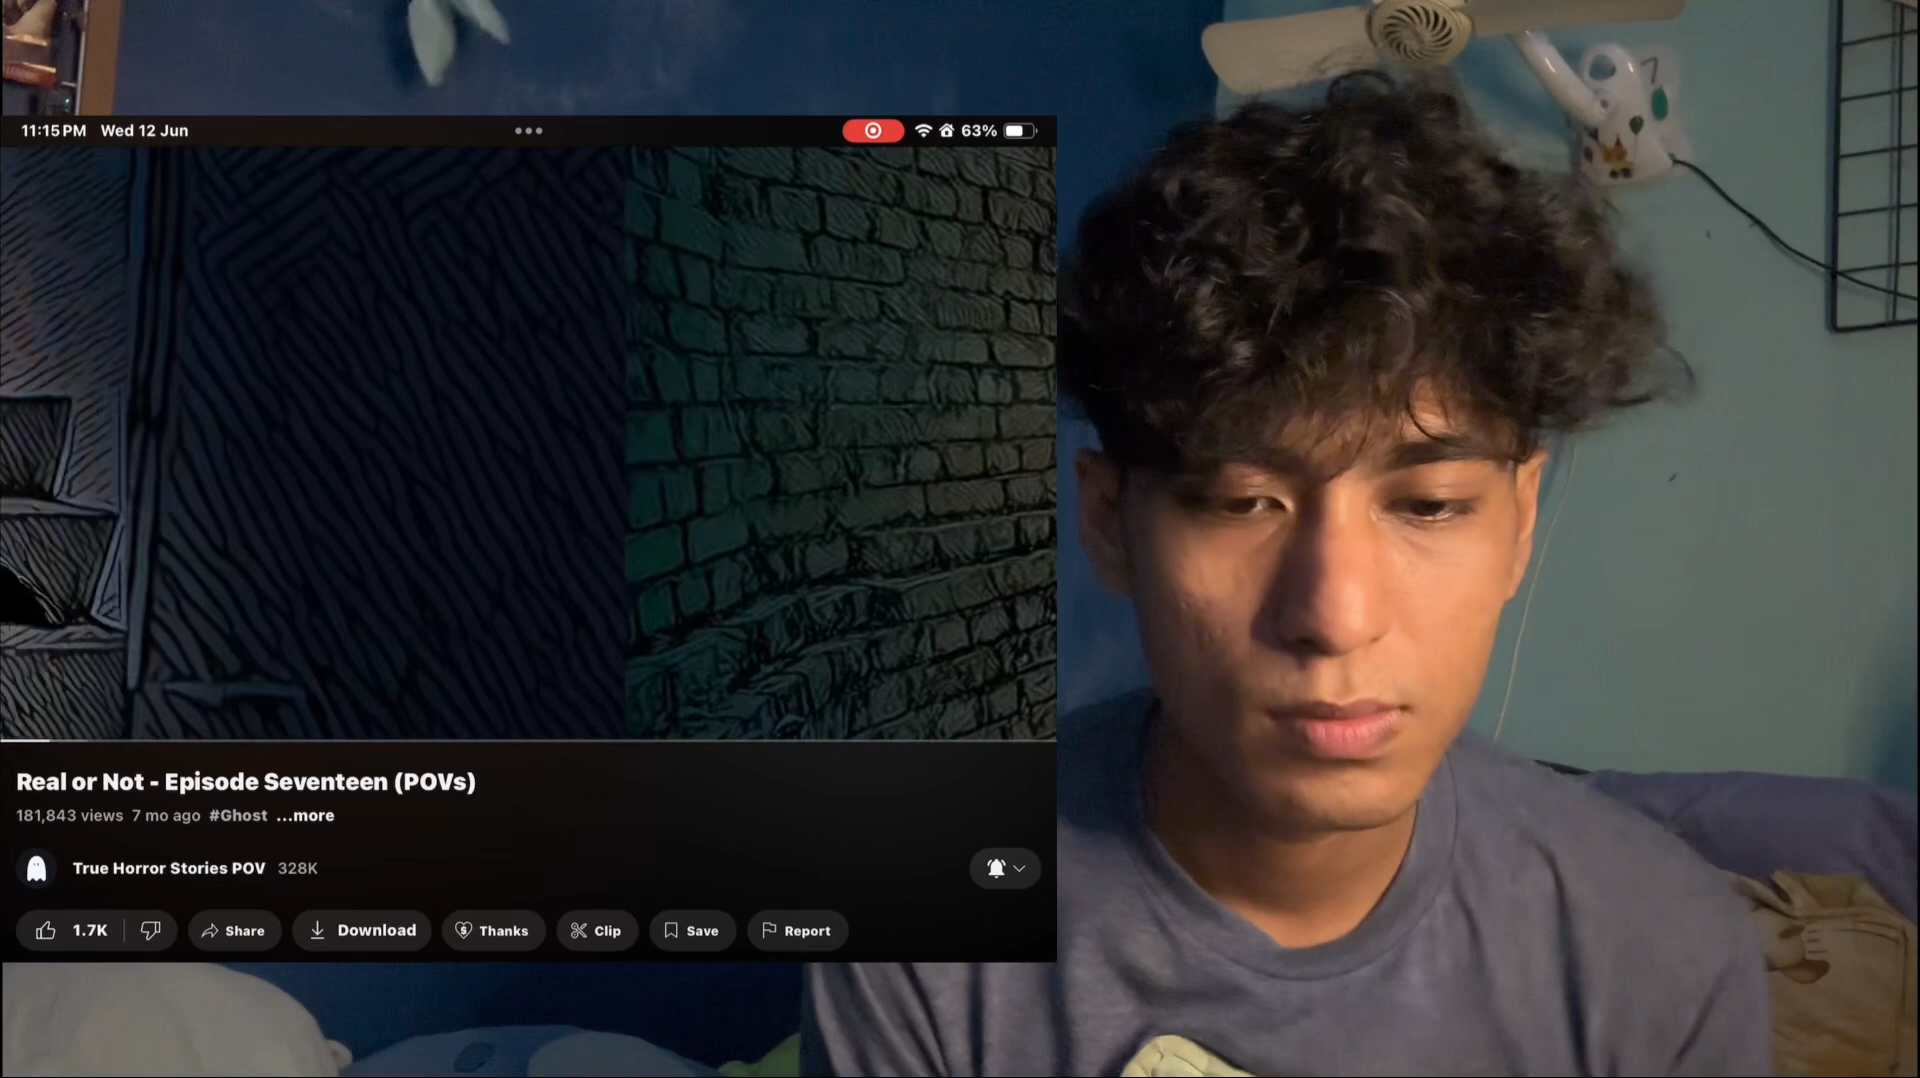 11:15 PM Wed 12 Jun 63%
Real or Not - Episode Seventeen (POVs)
181,843 views 7 mo ago #Ghost ...more
True Horror Stories POV 328K
1.7K Share Download Thanks Clip Save Report